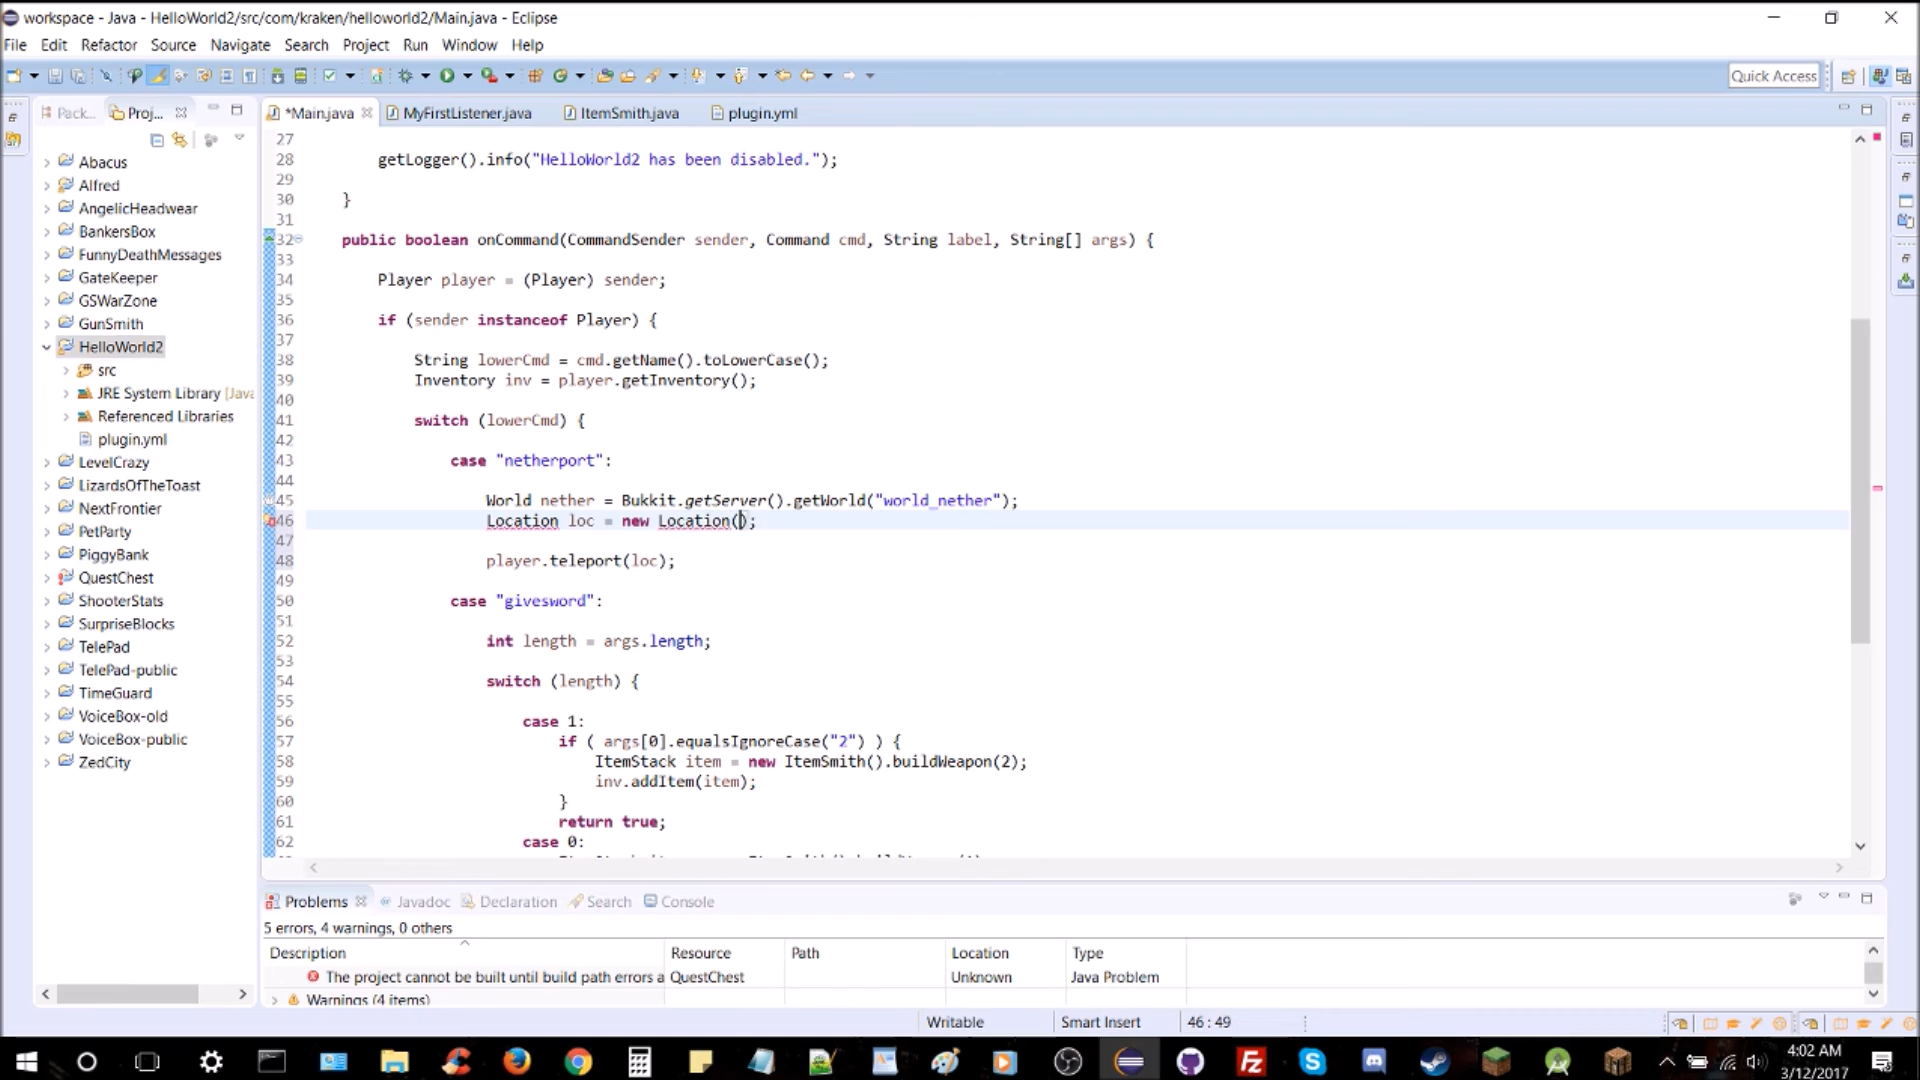 workspace - Java - HelloWorld2/src/com/kraken/helloworld2/Main.java - Eclipse
File Edit Refactor Source Navigate Search Project Run Window Help
Quick Access
Pack... Proj... *Main.java MyFirstListener.java ItemSmith.java plugin.yml
Abacus
Alfred
AngelicHeadwear
BankersBox
FunnyDeathMessages
GateKeeper
GSWarZone
GunSmith
HelloWorld2
src
JRE System Library [Java
Referenced Libraries
plugin.yml
LevelCrazy
LizardsOfTheToast
NextFrontier
PetParty
PiggyBank
QuestChest
ShooterStats
SurpriseBlocks
TelePad
TelePad-public
TimeGuard
VoiceBox-old
VoiceBox-public
ZedCity
27
28 getLogger().info("HelloWorld2 has been disabled.");
29
30 }
31
32 public boolean onCommand(CommandSender sender, Command cmd, String label, String[] args) {
33
34 Player player = (Player) sender;
35
36 if (sender instanceof Player) {
37
38 String lowerCmd = cmd.getName().toLowerCase();
39 Inventory inv = player.getInventory();
40
41 switch (lowerCmd) {
42
43 case "netherport":
44
45 World nether = Bukkit.getServer().getWorld("world_nether");
46 Location loc = new Location();
47
48 player.teleport(loc);
49
50 case "givesword":
51
52 int length = args.length;
53
54 switch (length) {
55
56 case 1:
57 if ( args[0].equalsIgnoreCase("2") ) {
58 ItemStack item = new ItemSmith().buildWeapon(2);
59 inv.addItem(item);
60 }
61 return true;
62 case 0:
Problems Javadoc Declaration Search Console
5 errors, 4 warnings, 0 others
Description Resource Path Location Type
The project cannot be built until build path errors a QuestChest Unknown Java Problem
Warnings (4 items)
Writable Smart Insert 46 : 49
4:02 AM
3/12/2017